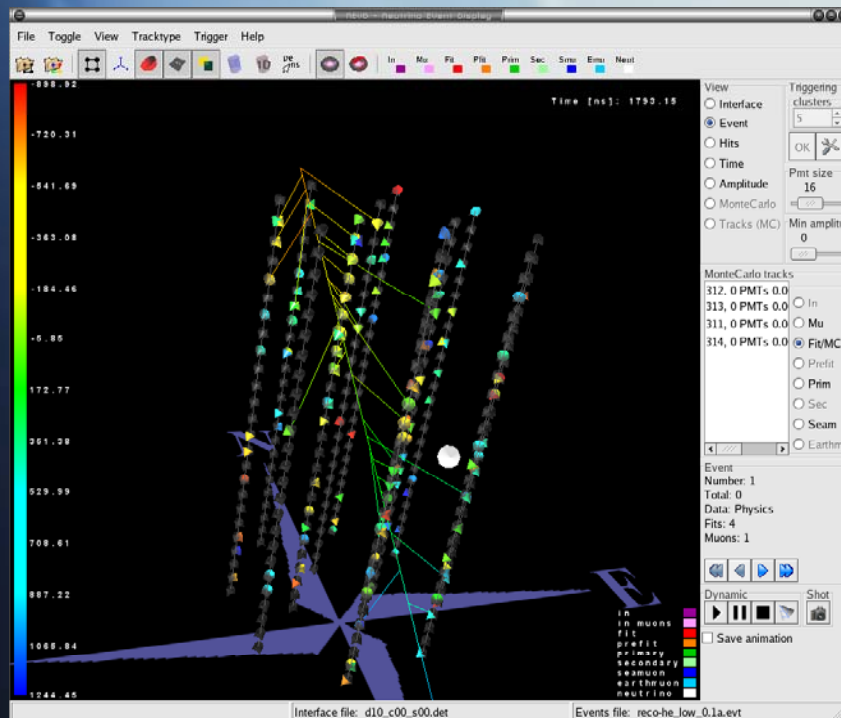 Neutrino Event Display
File Toggle View Tracktype Trigger Help
1D
In Mu Fit Pfit Prim Sec Smu Emu Neut
-898.92
-720.31
-541.69
-363.08
-184.46
-5.85
172.77
351.38
529.99
708.61
887.22
1065.84
1244.45
Time [ns]: 1793.15
N
E
in
in muons
fit
prefit
primary
secondary
seamuon
earthmuon
neutrino
View
Interface
Event
Hits
Time
Amplitude
MonteCarlo
Tracks (MC)
Triggering
clusters
5
OK
Pmt size
16
Min amplitu
0
MonteCarlo tracks
312, 0 PMTs 0.0
313, 0 PMTs 0.0
311, 0 PMTs 0.0
314, 0 PMTs 0.0
In
Mu
Fit/MC
Prefit
Prim
Sec
Seam
Earthm
Event
Number: 1
Total: 0
Data: Physics
Fits: 4
Muons: 1
Dynamic
Shot
Save animation
Interface file: d10_c00_s00.det
Events file: reco-he_low_0.1a.evt